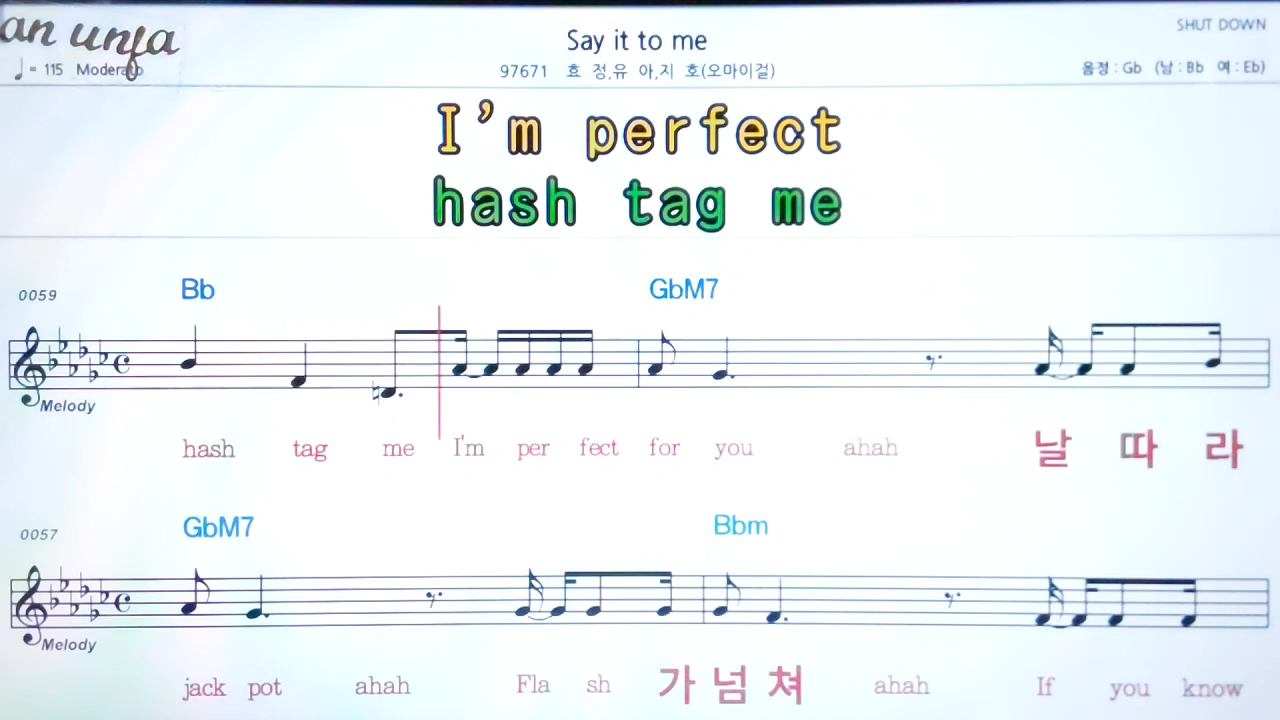 an unfa
SHUT DOWN
Say it to me
♩= 115 Moderato
97671 효 정,유 아,지 호(오마이걸)
음정 : Gb (남 : Bb 여 : Eb)
I'm perfect
hash tag me
0059 Bb GbM7
Melody
hash tag me I'm per fect for you ahah 날 따 라
0057 GbM7 Bbm
Melody
jack pot ahah Fla sh 가 넘 쳐 ahah If you know